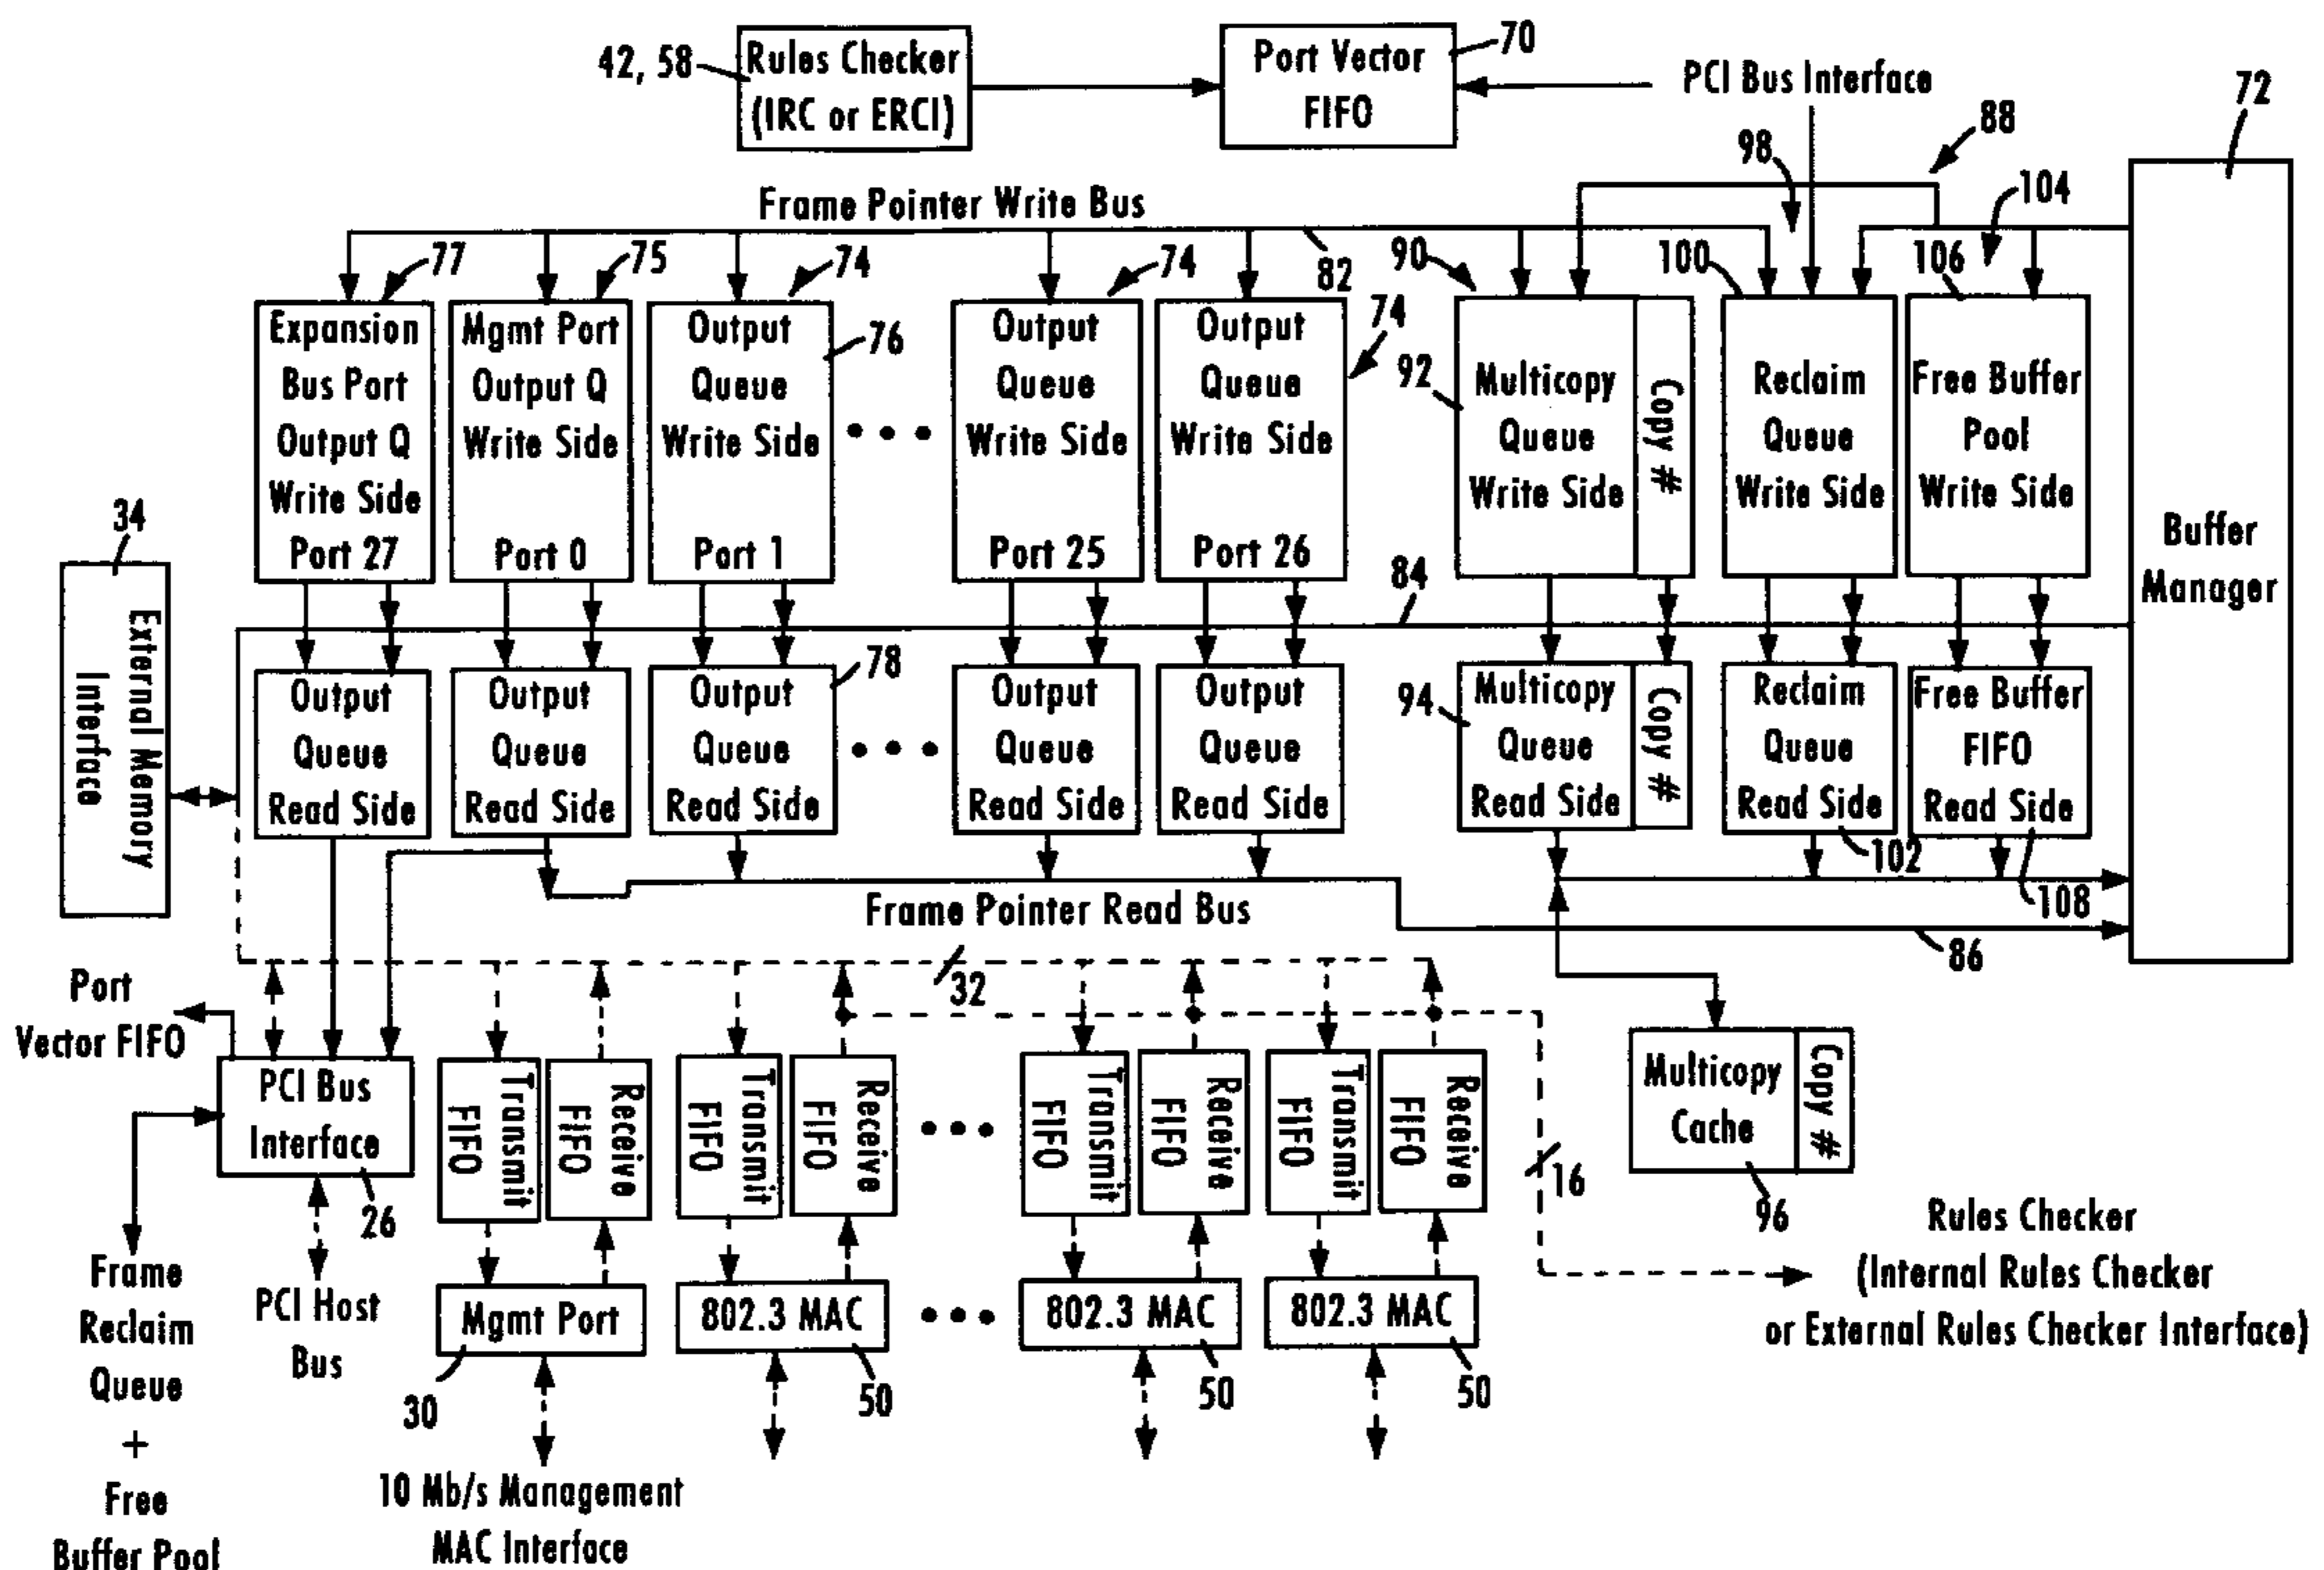 42, 58
Rules Checker
(IRC or ERCI)
Port Vector
FIFO
70
PCI Bus Interface
72
88
98
104
Frame Pointer Write Bus
77
75
74
74
82
90
100
106
74
Expansion
Bus Port
Output Q
Write Side
Port 27
Mgmt Port
Output Q
Write Side
Port 0
Output
Queue
Write Side
Port 1
76
Output
Queue
Write Side
Port 25
Output
Queue
Write Side
Port 26
92
Multicopy
Queue
Write Side
Copy #
Reclaim
Queue
Write Side
Free Buffer
Pool
Write Side
Buffer
Manager
34
External Memory
Interface
84
Output
Queue
Read Side
Output
Queue
Read Side
Output
Queue
Read Side
78
Output
Queue
Read Side
Output
Queue
Read Side
94
Multicopy
Queue
Read Side
Copy #
Reclaim
Queue
Read Side
102
Free Buffer
FIFO
Read Side
108
Frame Pointer Read Bus
86
32
Port
Vector FIFO
PCI Bus
Interface
26
Transmit
FIFO
Receive
FIFO
Transmit
FIFO
Receive
FIFO
Transmit
FIFO
Receive
FIFO
Transmit
FIFO
Receive
FIFO
16
Multicopy
Cache
Copy #
96
Rules Checker
(Internal Rules Checker
or External Rules Checker Interface)
Frame
Reclaim
Queue
+
Free
Buffer Pool
PCI Host
Bus
Mgmt Port
30
802.3 MAC
50
802.3 MAC
50
802.3 MAC
50
10 Mb/s Management
MAC Interface